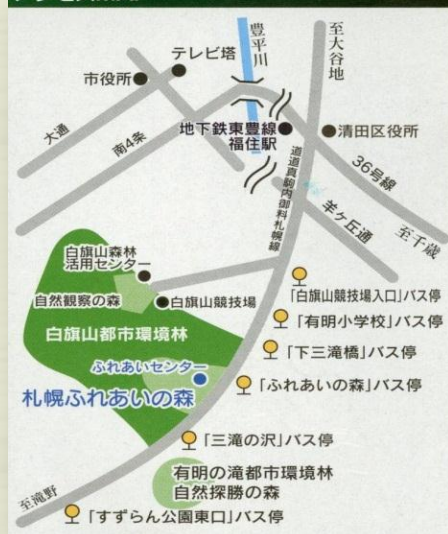 豊平川
至大谷地
テレビ塔
市役所
大通
南4条
地下鉄東豊線
福住駅
清田区役所
道道真駒内御料札幌線
36号線
羊ヶ丘通
至千歳
白旗山森林
活用センター
自然観察の森
白旗山競技場
「白旗山競技場入口」バス停
「有明小学校」バス停
白旗山都市環境林
「下三滝橋」バス停
ふれあいセンター
「ふれあいの森」バス停
札幌ふれあいの森
「三滝の沢」バス停
有明の滝都市環境林
自然探勝の森
至滝野
「すずらん公園東口」バス停